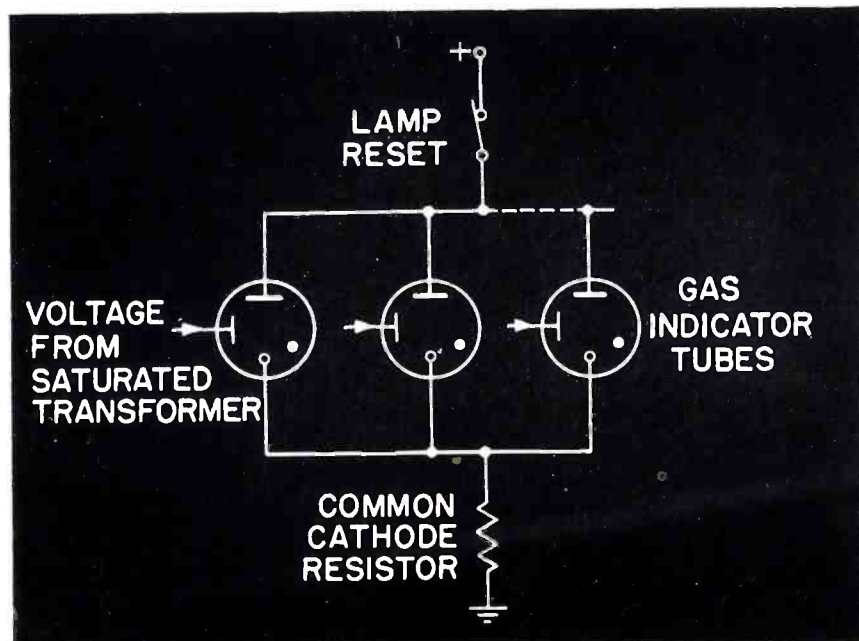 +
LAMP
RESET
VOLTAGE
FROM
SATURATED
TRANSFORMER
GAS
INDICATOR
TUBES
COMMON
CATHODE
RESISTOR